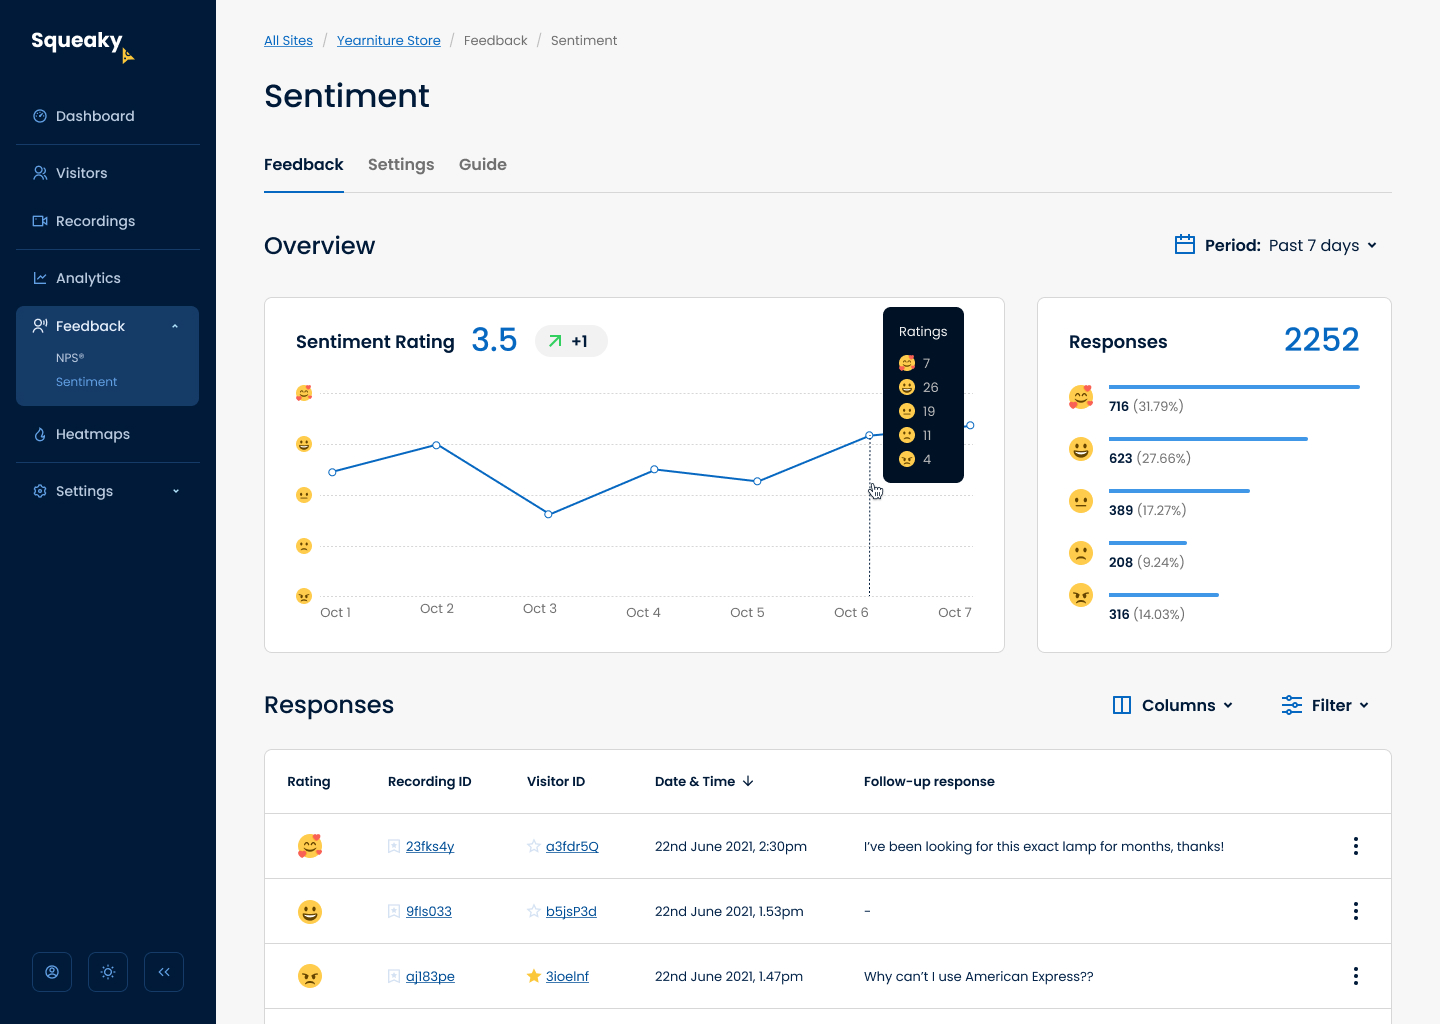 Squeaky
Dashboard
Visitors
Recordings
Analytics
Feedback
NPS®
Sentiment
Heatmaps
Settings
All Sites / Yearniture Store / Feedback / Sentiment
Sentiment
Feedback Settings Guide
Overview
Period: Past 7 days
Sentiment Rating 3.5 +1
Ratings
7
26
19
11
4
Oct 1 Oct 2 Oct 3 Oct 4 Oct 5 Oct 6 Oct 7
Responses 2252
716 (31.79%)
623 (27.66%)
389 (17.27%)
208 (9.24%)
316 (14.03%)
Responses
Columns Filter
Rating Recording ID Visitor ID Date & Time Follow-up response
23fks4y a3fdr5Q 22nd June 2021, 2:30pm I’ve been looking for this exact lamp for months, thanks!
9fls033 b5jsP3d 22nd June 2021, 1.53pm -
aj183pe 3ioelnf 22nd June 2021, 1.47pm Why can’t I use American Express??